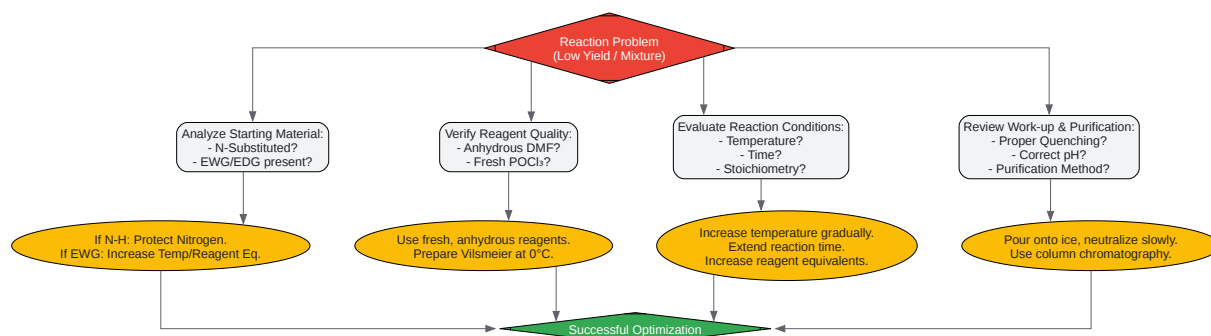 Reaction Problem
(Low Yield / Mixture)
Analyze Starting Material:
- N-Substituted?
- EWG/EDG present?
Verify Reagent Quality:
- Anhydrous DMF?
- Fresh POCl₃?
Evaluate Reaction Conditions:
- Temperature?
- Time?
- Stoichiometry?
Review Work-up & Purification:
- Proper Quenching?
- Correct pH?
- Purification Method?
If N-H: Protect Nitrogen.
If EWG: Increase Temp/Reagent Eq.
Use fresh, anhydrous reagents.
Prepare Vilsmeier at 0°C.
Increase temperature gradually.
Extend reaction time.
Increase reagent equivalents.
Pour onto ice, neutralize slowly.
Use column chromatography.
Successful Optimization